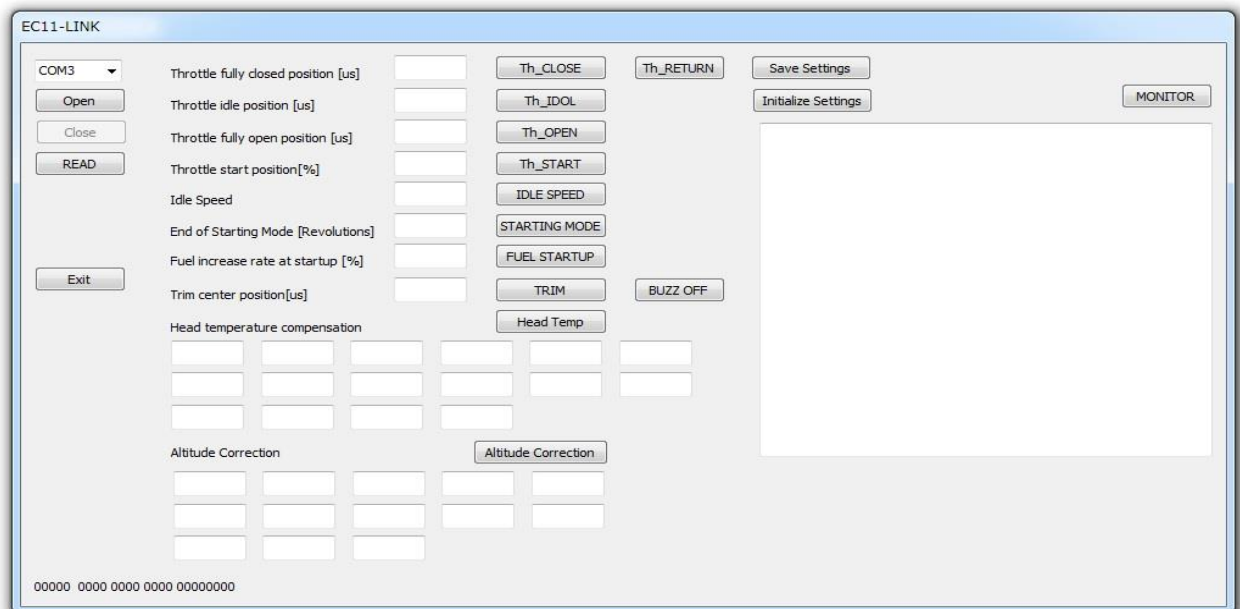 EC11-LINK
COM3
Throttle fully closed position [us]
Th_CLOSE
Th_RETURN
Save Settings
Open
Throttle idle position [us]
Th_IDOL
Initialize Settings
MONITOR
Close
Throttle fully open position [us]
Th_OPEN
READ
Throttle start position[%]
Th_START
Idle Speed
IDLE SPEED
End of Starting Mode [Revolutions]
STARTING MODE
Fuel increase rate at startup [%]
FUEL STARTUP
Exit
Trim center position[us]
TRIM
BUZZ OFF
Head temperature compensation
Head Temp
Altitude Correction
Altitude Correction
00000 0000 0000 0000 00000000